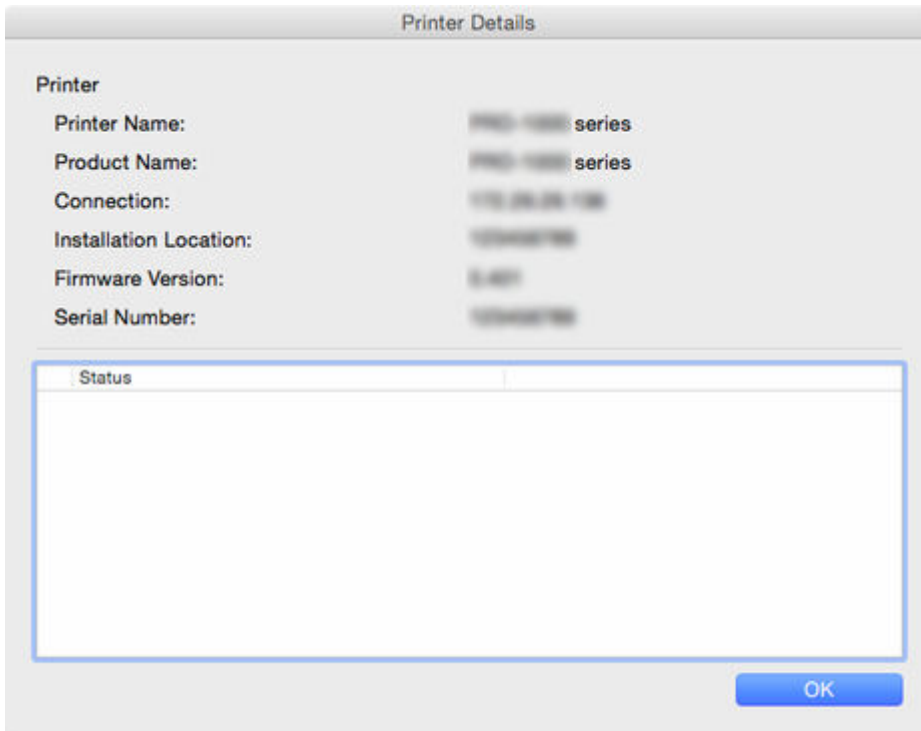 Printer Details
Printer
Printer Name: series
Product Name: series
Connection:
Installation Location:
Firmware Version:
Serial Number:
Status
OK